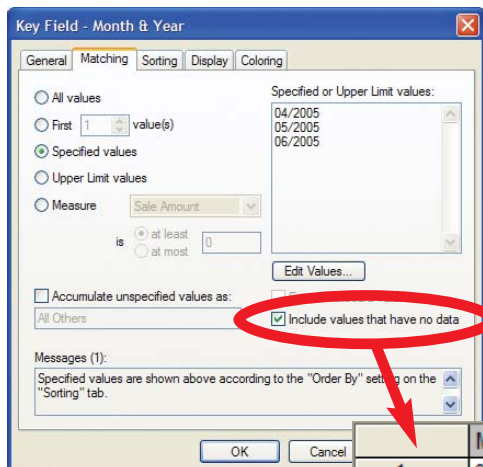 Key Field - Month & Year
General Matching Sorting Display Coloring
All values
First 1 value(s)
Specified values
Upper Limit values
Measure Sale Amount
is at least 0
at most
Specified or Upper Limit values:
04/2005
05/2005
06/2005
Edit Values...
Accumulate unspecified values as:
All Others
Include values that have no data
Messages (1):
Specified values are shown above according to the "Order By" setting on the
"Sorting" tab.
OK Cancel